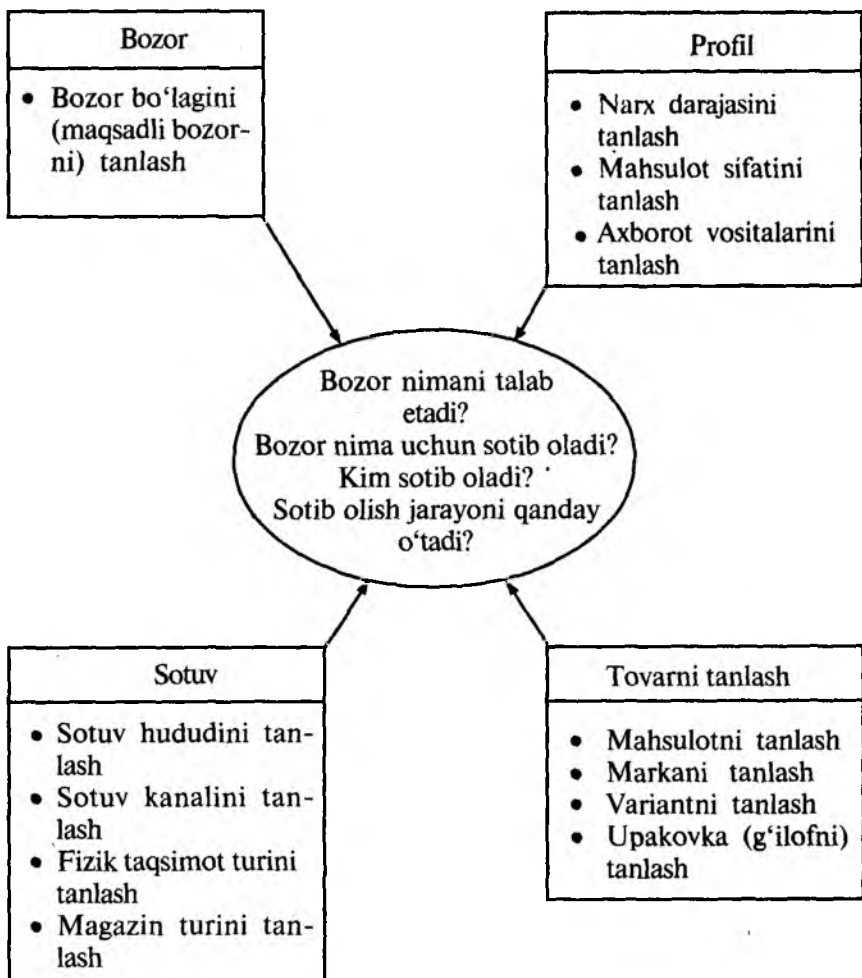 Bozor
• Bozor bo‘lagini
(maqsadli bozor-
ni) tanlash
Profil
• Narx darajasini
tanlash
• Mahsulot sifatini
tanlash
• Axborot vositalarini
tanlash
Bozor nimani talab
etadi?
Bozor nima uchun sotib oladi?
Kim sotib oladi?
Sotib olish jarayoni qanday
o‘tadi?
Sotuv
• Sotuv hududini tan-
lash
• Sotuv kanalini tan-
lash
• Fizik taqsimot turini
tanlash
• Magazin turini tan-
lash
Tovarni tanlash
• Mahsulotni tanlash
• Markani tanlash
• Variantni tanlash
• Upakovka (g‘ilofni)
tanlash